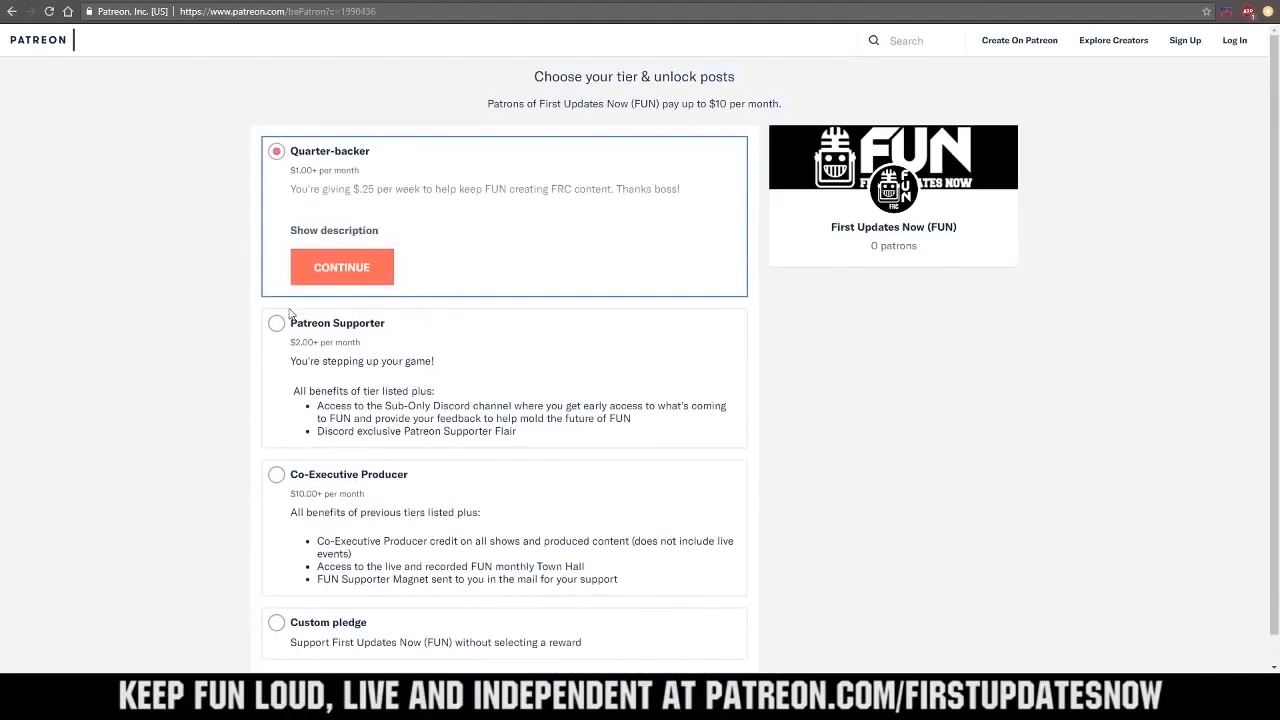 Patreon, Inc. [US] | https://www.patreon.com/bePatron?c=1990436
PATREON
Search
Create On Patreon
Explore Creators
Sign Up
Log In
Choose your tier & unlock posts
Patrons of First Updates Now (FUN) pay up to $10 per month.
Quarter-backer
$1.00+ per month
You're giving $.25 per week to help keep FUN creating FRC content. Thanks boss!
Show description
CONTINUE
Patreon Supporter
$2.00+ per month
You're stepping up your game!
All benefits of tier listed plus:
Access to the Sub-Only Discord channel where you get early access to what's coming
to FUN and provide your feedback to help mold the future of FUN
Discord exclusive Patreon Supporter Flair
Co-Executive Producer
$10.00+ per month
All benefits of previous tiers listed plus:
Co-Executive Producer credit on all shows and produced content (does not include live
events)
Access to the live and recorded FUN monthly Town Hall
FUN Supporter Magnet sent to you in the mail for your support
Custom pledge
Support First Updates Now (FUN) without selecting a reward
FUN
TES NOW
FUN
FRC
First Updates Now (FUN)
0 patrons
KEEP FUN LOUD, LIVE AND INDEPENDENT AT PATREON.COM/FIRSTUPDATESNOW